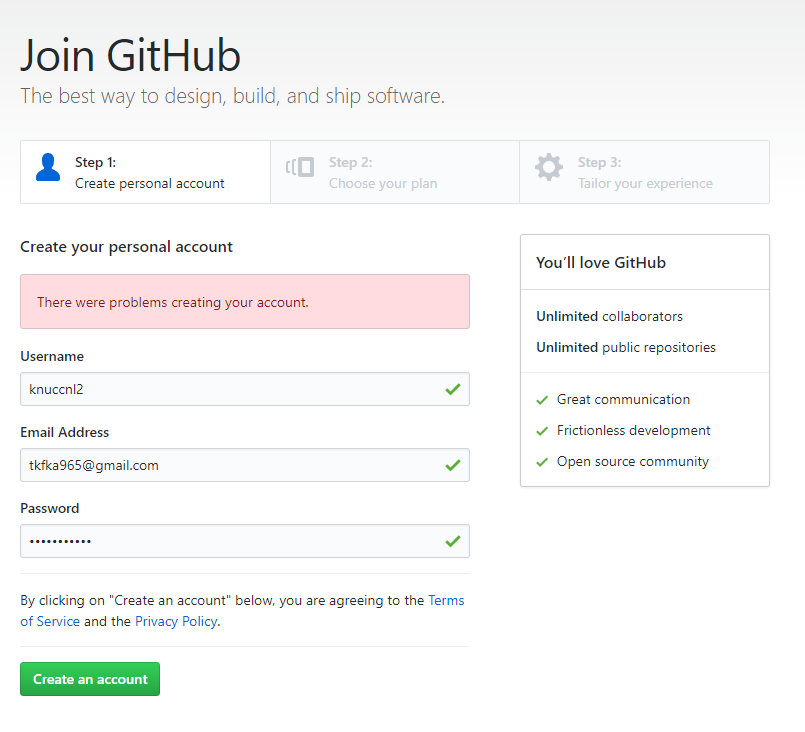 Join GitHub
The best way to design, build, and ship software.
Step 1:
Create personal account
Step 2:
Choose your plan
Step 3:
Tailor your experience
Create your personal account
There were problems creating your account.
Username
knuccnl2
Email Address
tkfka965@gmail.com
Password
•••••••••••
By clicking on "Create an account" below, you are agreeing to the Terms
of Service and the Privacy Policy.
Create an account
You'll love GitHub
Unlimited collaborators
Unlimited public repositories
Great communication
Frictionless development
Open source community